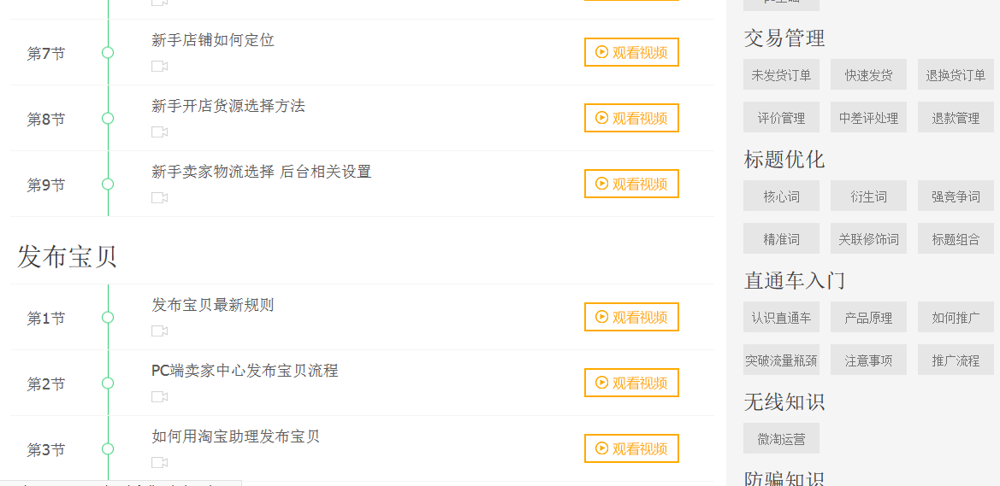 第7节
新手店铺如何定位
观看视频
第8节
新手开店货源选择方法
观看视频
第9节
新手卖家物流选择 后台相关设置
观看视频
发布宝贝
第1节
发布宝贝最新规则
观看视频
第2节
PC端卖家中心发布宝贝流程
观看视频
第3节
如何用淘宝助理发布宝贝
观看视频
交易管理
未发货订单 快速发货 退换货订单
评价管理 中差评处理 退款管理
标题优化
核心词 衍生词 强竞争词
精准词 关联修饰词 标题组合
直通车入门
认识直通车 产品原理 如何推广
突破流量瓶颈 注意事项 推广流程
无线知识
微淘运营
防骗知识